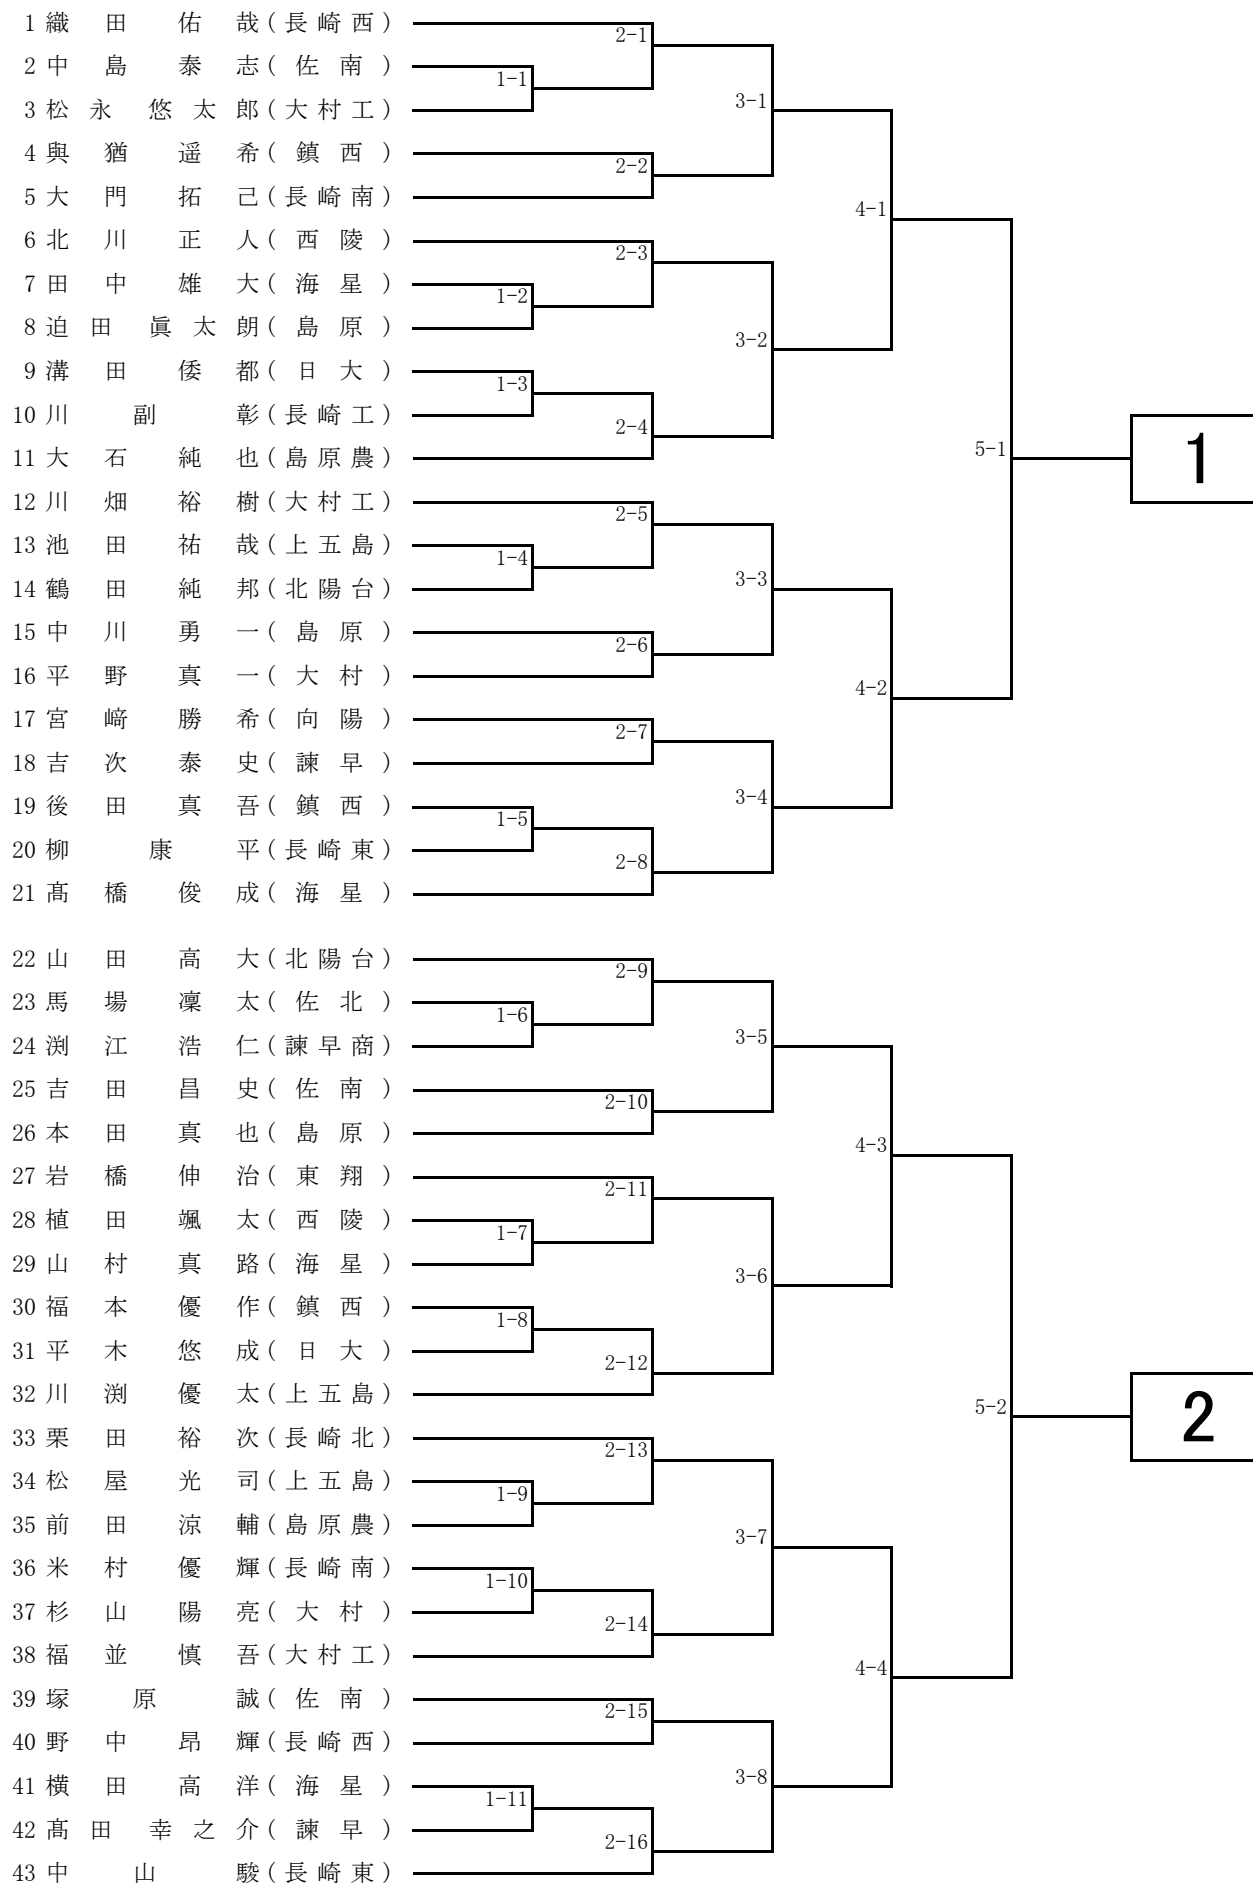 1 織田佑哉(長崎西)
2-1
2 中島泰志(佐南)
1-1
3 松永悠太郎(大村工)
3-1
4 與猶遥希(鎮西)
2-2
5 大門拓己(長崎南)
4-1
6 北川正人(西陵)
2-3
7 田中雄大(海星)
1-2
8 迫田眞太朗(島原)
3-2
9 溝田倭都(日大)
1-3
10 川副彰(長崎工)
2-4
11 大石純也(島原農)
5-1
1
12 川畑裕樹(大村工)
2-5
13 池田祐哉(上五島)
1-4
14 鶴田純邦(北陽台)
3-3
15 中川勇一(島原)
2-6
16 平野真一(大村)
4-2
17 宮﨑勝希(向陽)
2-7
18 吉次泰史(諫早)
3-4
19 後田真吾(鎮西)
1-5
20 柳康平(長崎東)
2-8
21 髙橋俊成(海星)
22 山田高大(北陽台)
2-9
23 馬場凜太(佐北)
1-6
24 渕江浩仁(諫早商)
3-5
25 吉田昌史(佐南)
2-10
26 本田真也(島原)
4-3
27 岩橋伸治(東翔)
2-11
28 植田颯太(西陵)
1-7
29 山村真路(海星)
3-6
30 福本優作(鎮西)
1-8
31 平木悠成(日大)
2-12
32 川渕優太(上五島)
5-2
2
33 栗田裕次(長崎北)
2-13
34 松屋光司(上五島)
1-9
35 前田涼輔(島原農)
3-7
36 米村優輝(長崎南)
1-10
37 杉山陽亮(大村)
2-14
38 福並慎吾(大村工)
4-4
39 塚原誠(佐南)
2-15
40 野中昂輝(長崎西)
3-8
41 横田高洋(海星)
1-11
42 髙田幸之介(諫早)
2-16
43 中山駿(長崎東)